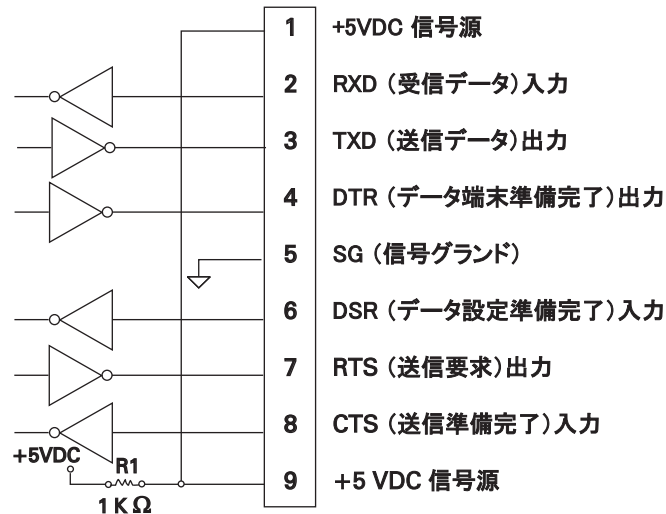 1 +5VDC 信号源
2 RXD （受信データ）入力
3 TXD （送信データ）出力
4 DTR （データ端末準備完了）出力
5 SG （信号グランド）
6 DSR （データ設定準備完了）入力
7 RTS （送信要求）出力
8 CTS （送信準備完了）入力
+5VDC
R1
1 K Ω
9 +5 VDC 信号源